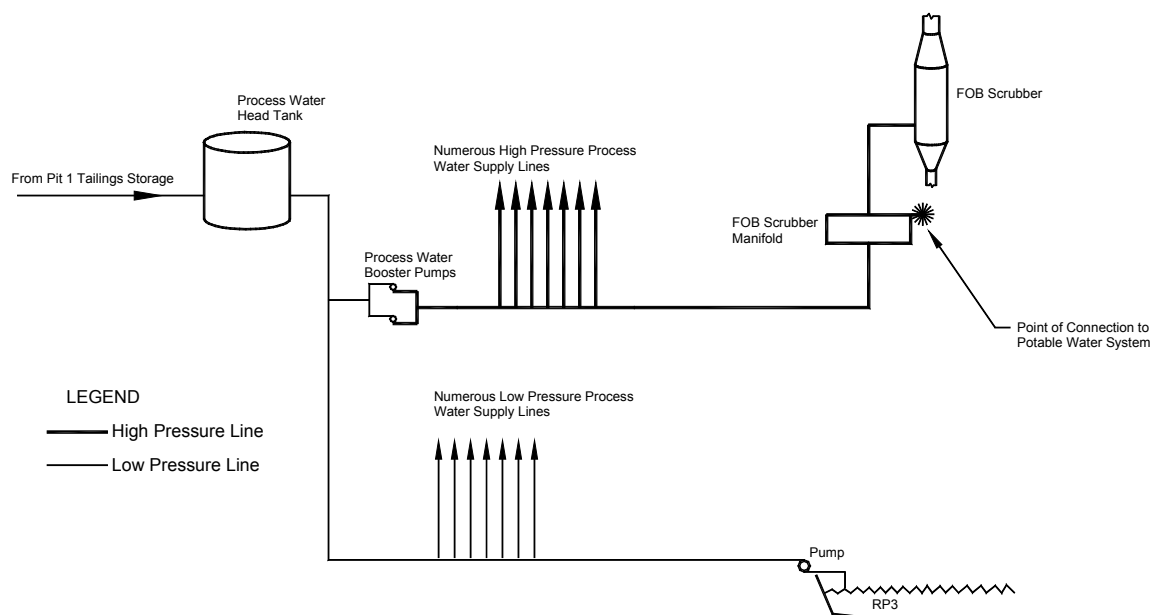 FOB Scrubber
Process Water
Head Tank
Numerous High Pressure Process
Water Supply Lines
From Pit 1 Tailings Storage
FOB Scrubber
Manifold
Process Water
Booster Pumps
Point of Connection to
Potable Water System
LEGEND
High Pressure Line
Low Pressure Line
Numerous Low Pressure Process
Water Supply Lines
Pump
RP3